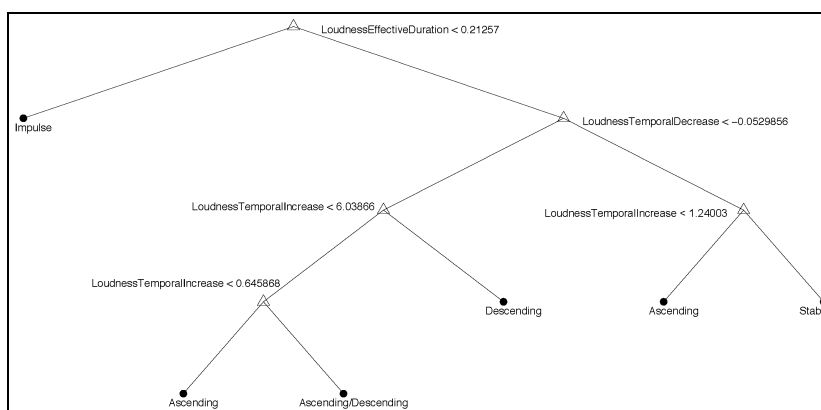 LoudnessEffectiveDuration < 0.21257
Impulse
LoudnessTemporalDecrease < −0.0529856
LoudnessTemporalIncrease < 6.03866
LoudnessTemporalIncrease < 1.24003
LoudnessTemporalIncrease < 0.645868
Descending
Ascending
Stab
Ascending
Ascending/Descending